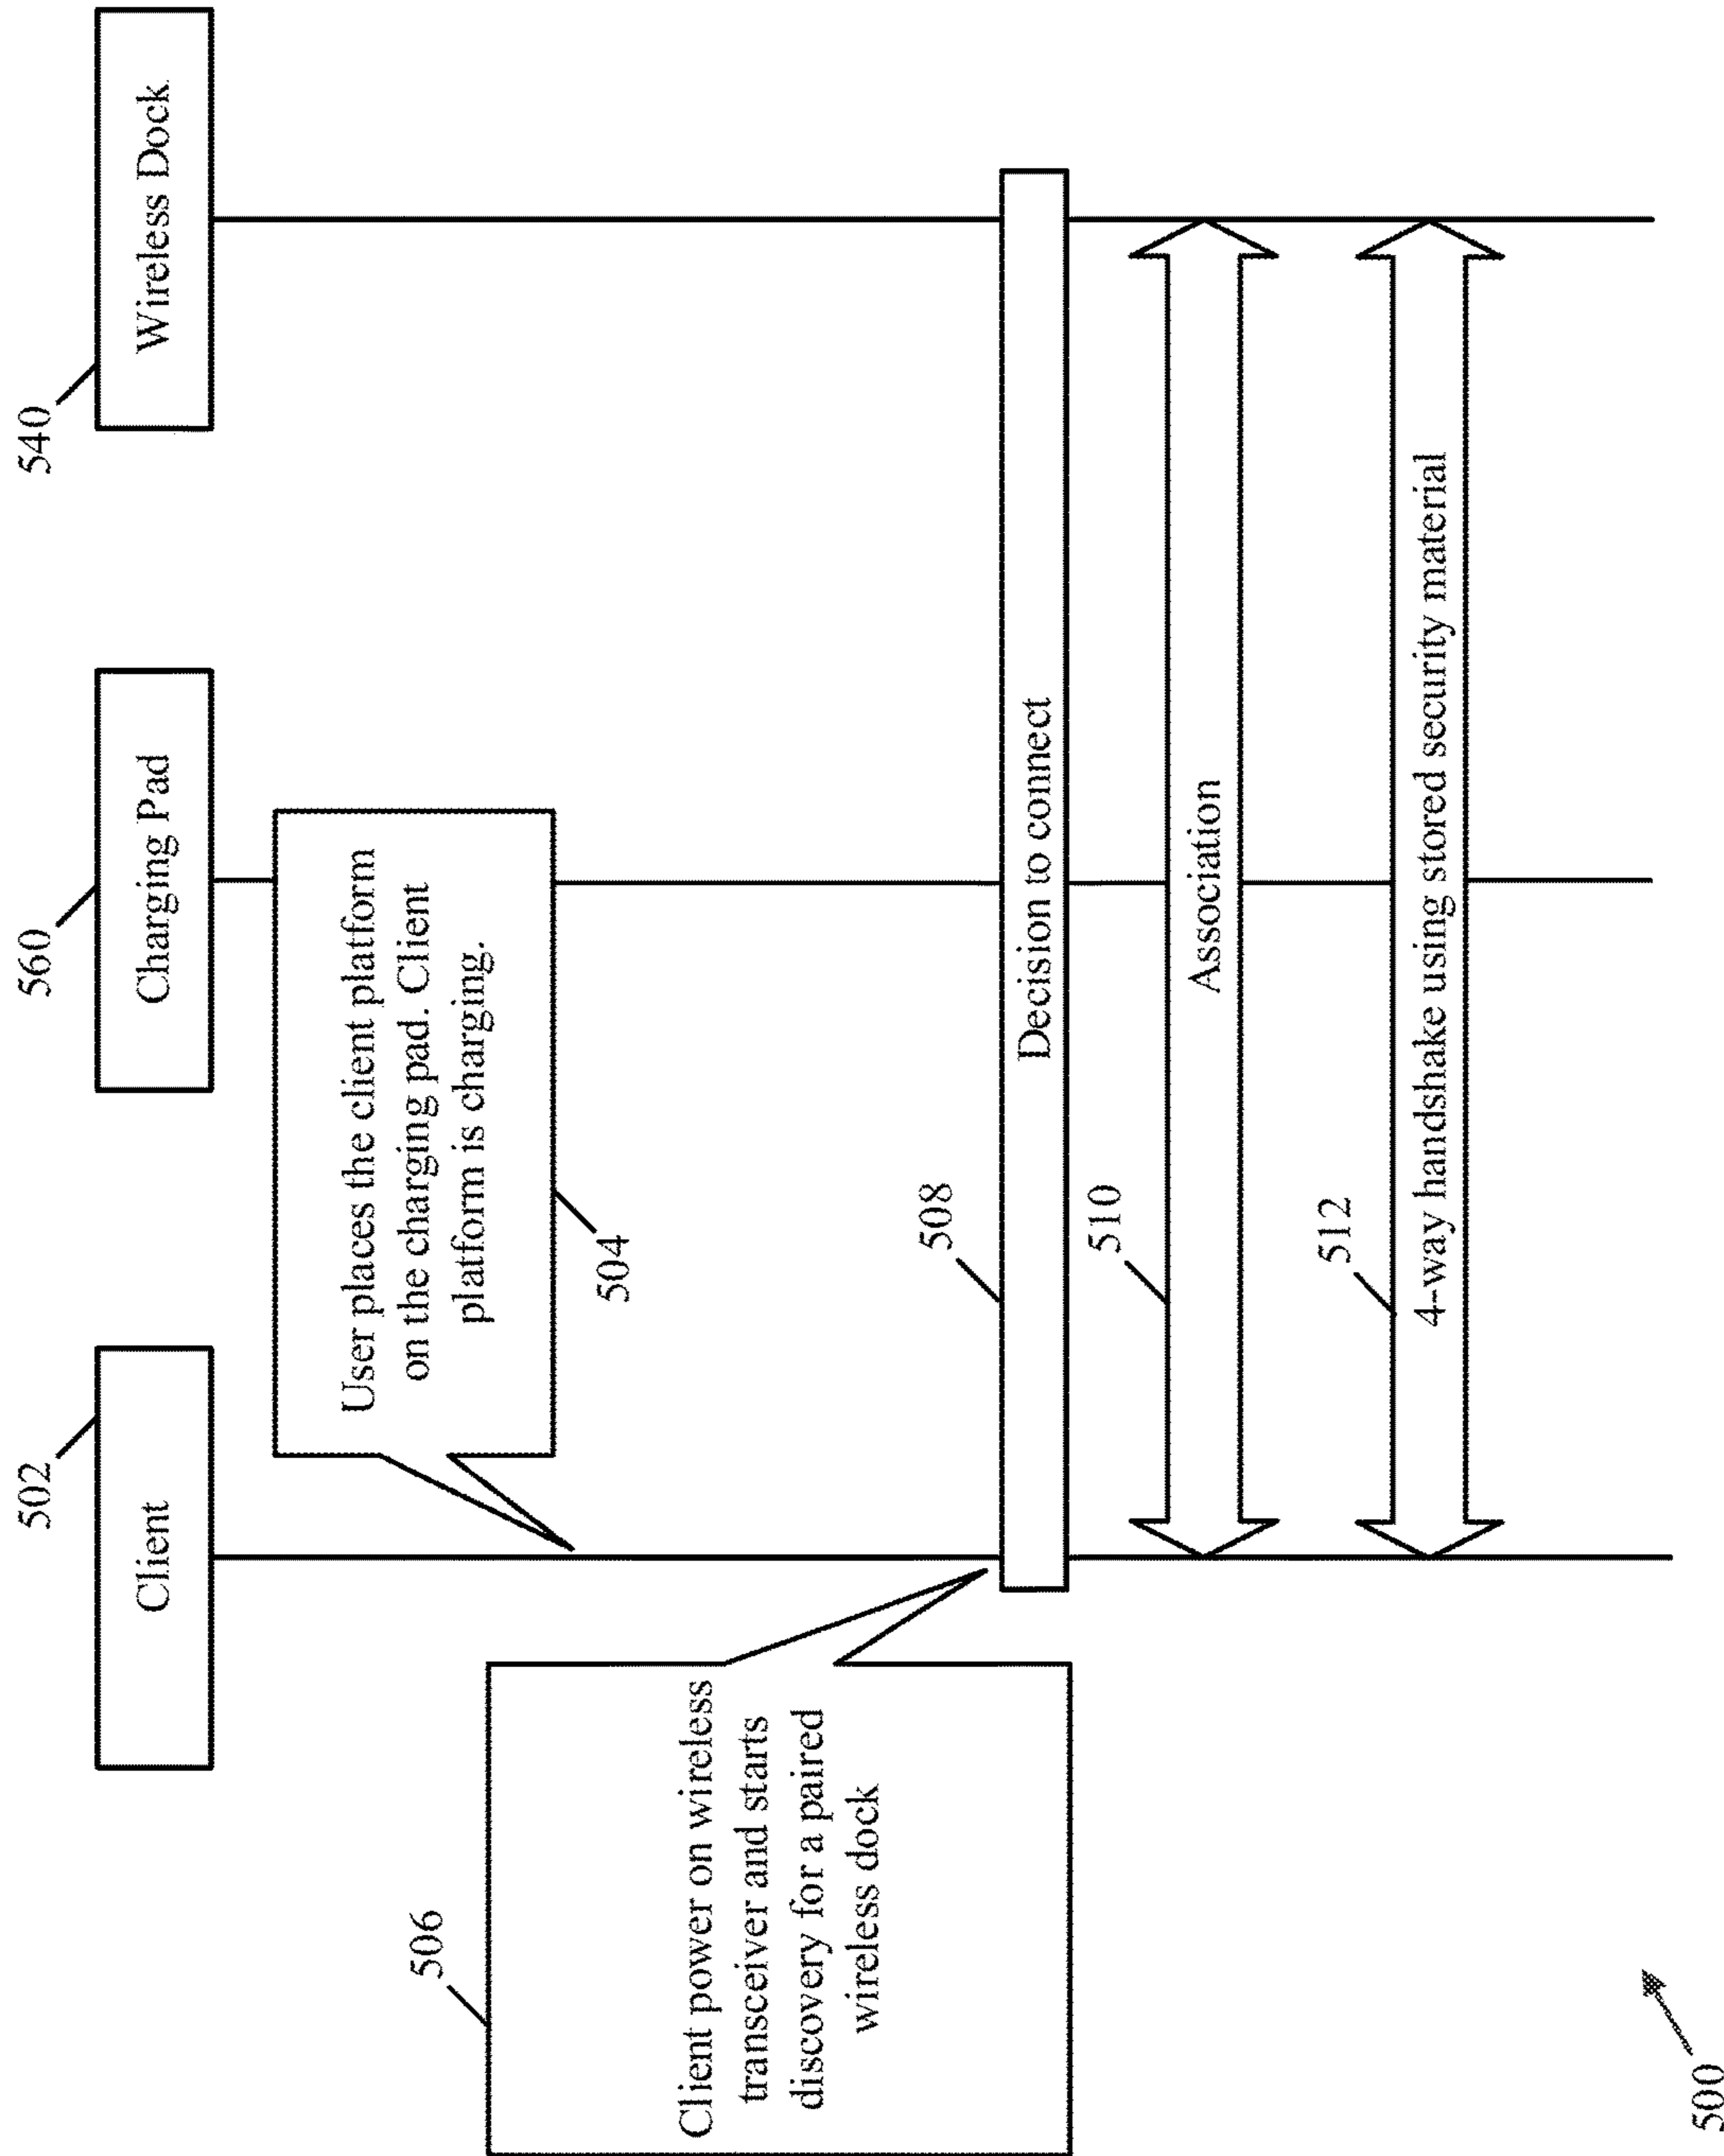 502
Client
560
Charging Pad
540
Wireless Dock
User places the client platform
on the charging pad. Client
platform is charging.
504
506
Client power on wireless
transceiver and starts
discovery for a paired
wireless dock
508
Decision to connect
510
Association
512
4-way handshake using stored security material
500